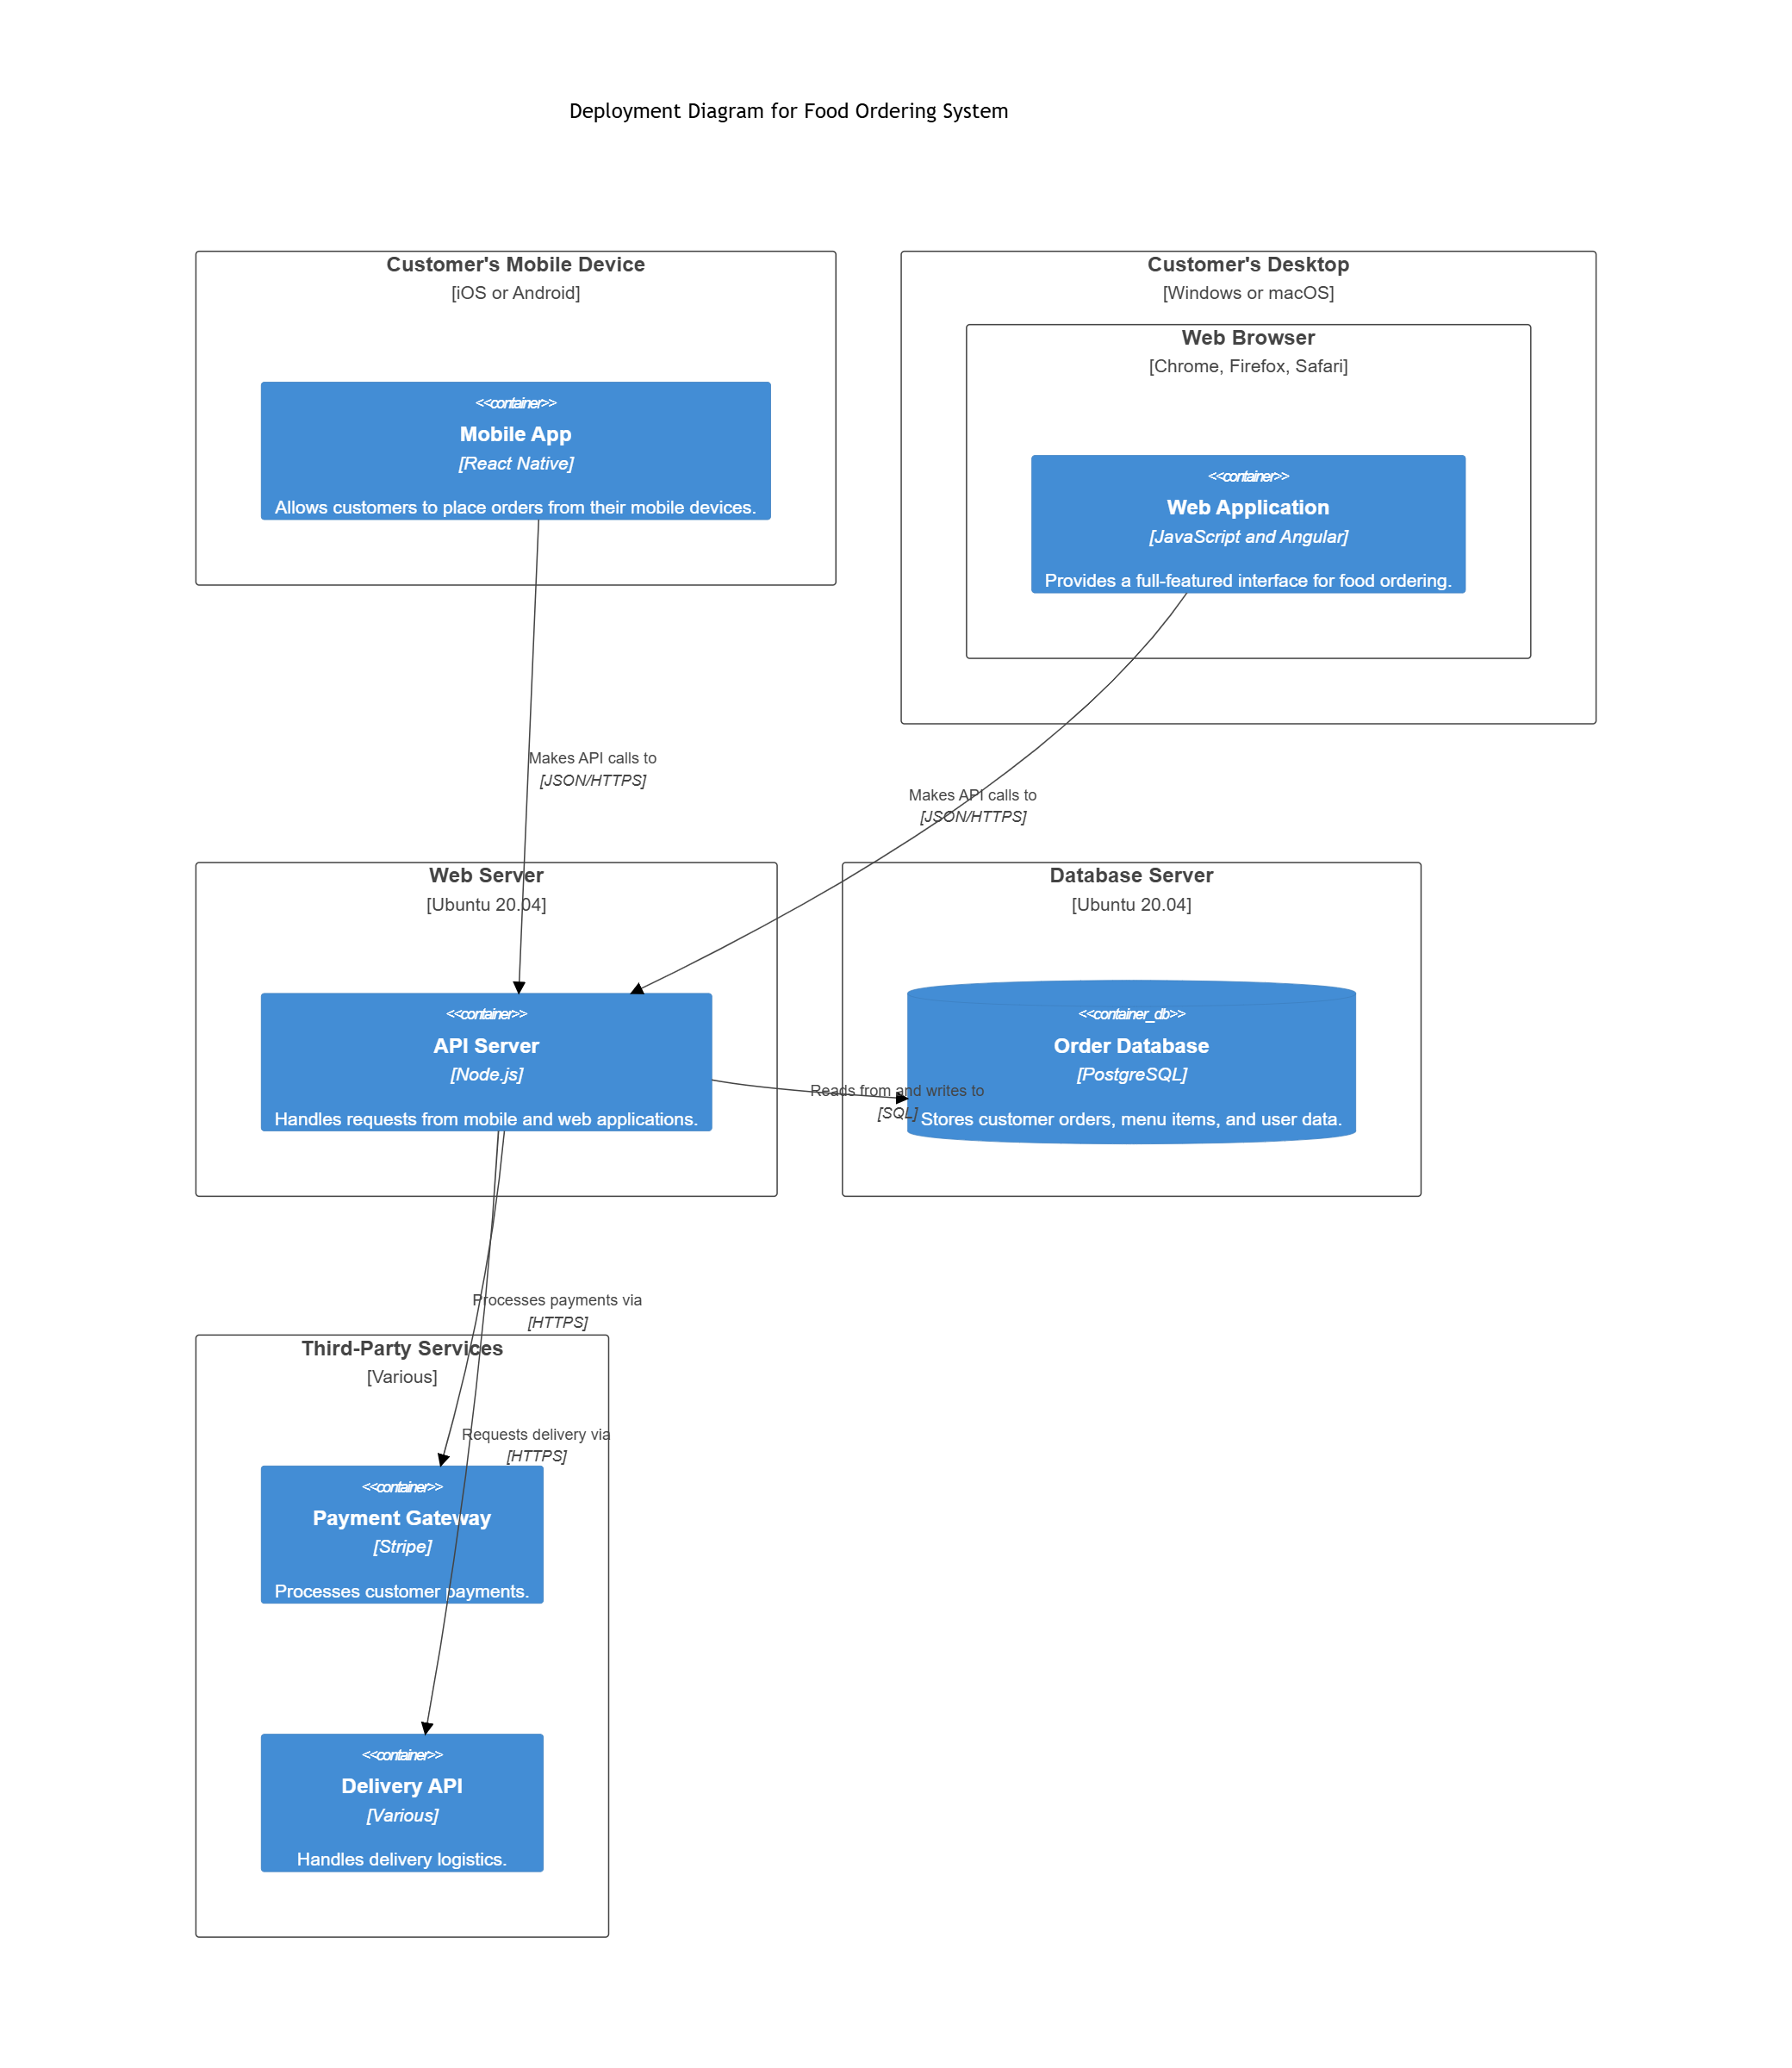 Deployment Diagram for Food Ordering System
Customer's Mobile Device
[iOS or Android]
<<container>>
Mobile App
[React Native]
Allows customers to place orders from their mobile devices.
Customer's Desktop
[Windows or macOS]
Web Browser
[Chrome, Firefox, Safari]
<<container>>
Web Application
[JavaScript and Angular]
Provides a full-featured interface for food ordering.
Makes API calls to
[JSON/HTTPS]
Makes API calls to
[JSON/HTTPS]
Web Server
[Ubuntu 20.04]
<<container>>
API Server
[Node.js]
Handles requests from mobile and web applications.
Reads from and writes to
[SQL]
Database Server
[Ubuntu 20.04]
<<container_db>>
Order Database
[PostgreSQL]
Stores customer orders, menu items, and user data.
Processes payments via
[HTTPS]
Third-Party Services
[Various]
Requests delivery via
[HTTPS]
<<container>>
Payment Gateway
[Stripe]
Processes customer payments.
<<container>>
Delivery API
[Various]
Handles delivery logistics.